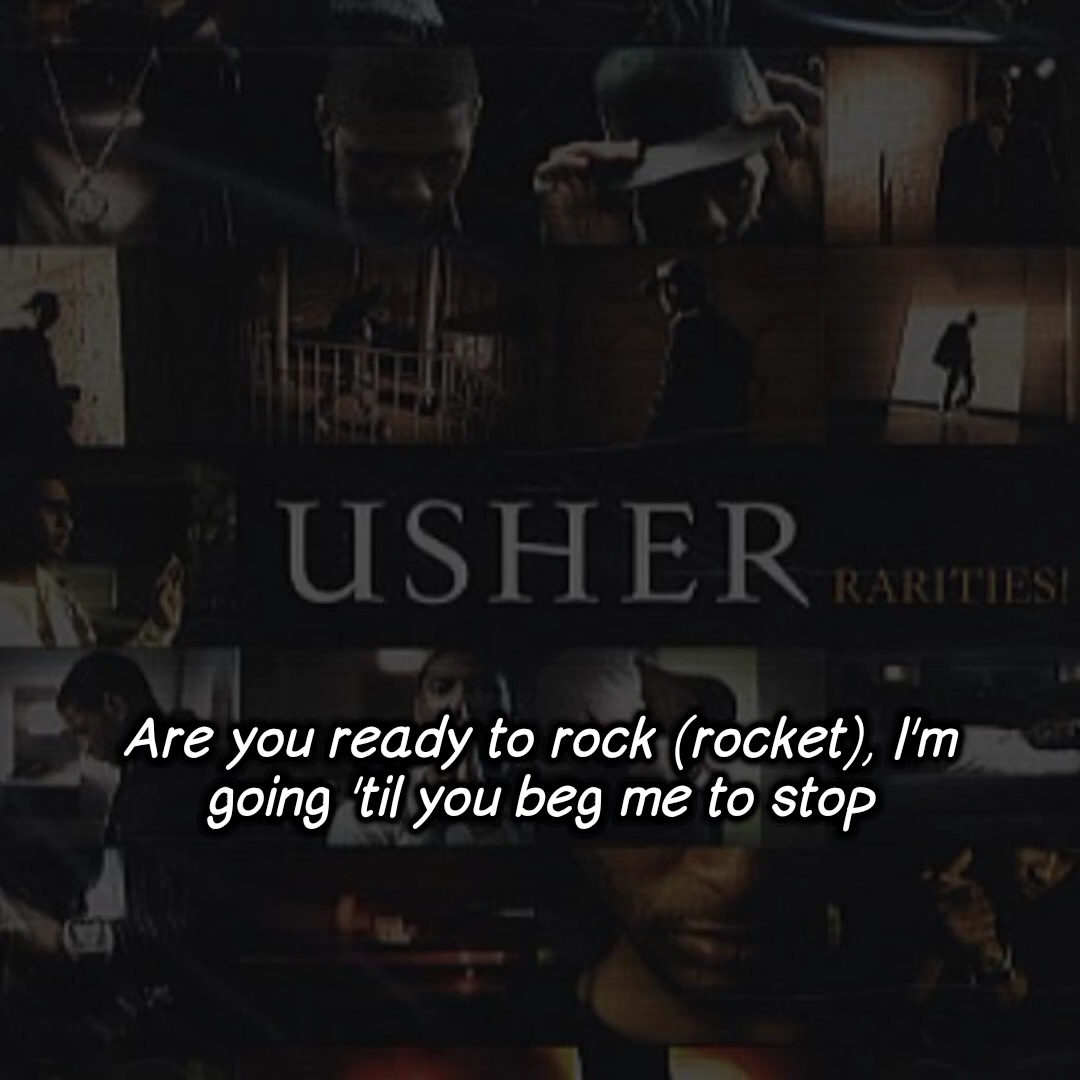 USHER RARITIES!
Are you ready to rock (rocket), I'm
going 'til you beg me to stop